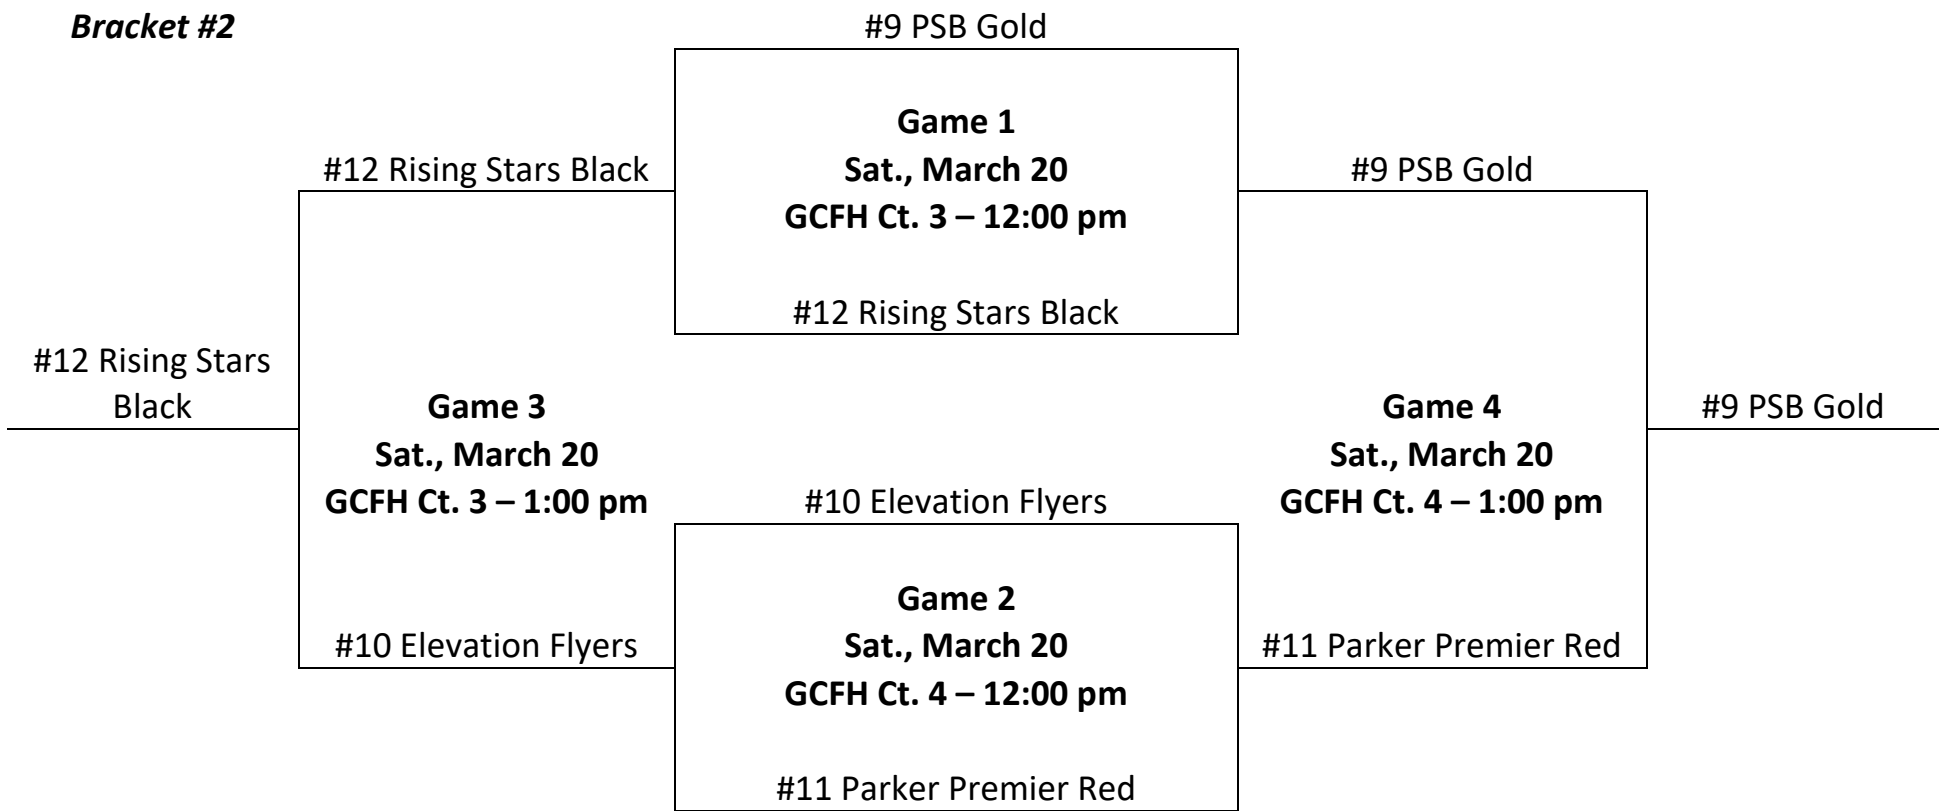 Bracket #2
#9 PSB Gold
Game 1
Sat., March 20
GCFH Ct. 3 – 12:00 pm
#12 Rising Stars Black
#9 PSB Gold
#12 Rising Stars Black
#12 Rising Stars
Black
Game 3
Sat., March 20
GCFH Ct. 3 – 1:00 pm
Game 4
Sat., March 20
GCFH Ct. 4 – 1:00 pm
#9 PSB Gold
#10 Elevation Flyers
Game 2
Sat., March 20
GCFH Ct. 4 – 12:00 pm
#10 Elevation Flyers
#11 Parker Premier Red
#11 Parker Premier Red